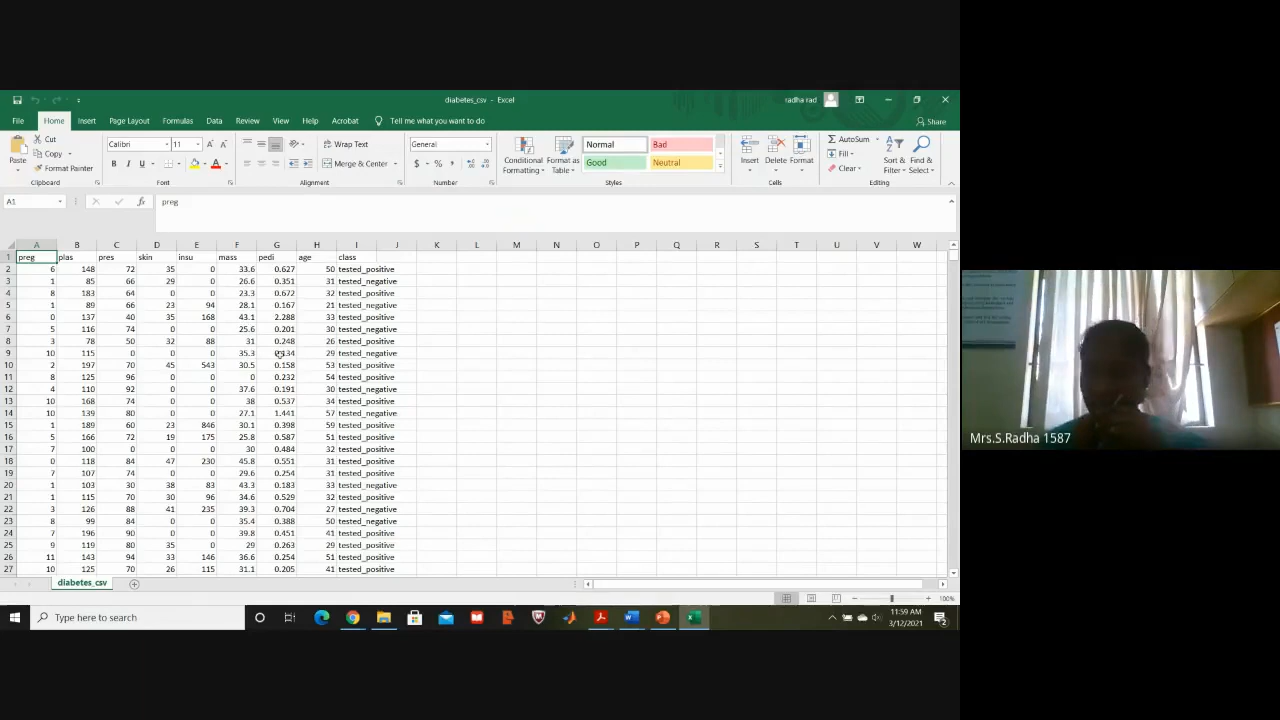 diabetes_csv - Excel
radha rad
File Home Insert Page Layout Formulas Data Review View Help Acrobat Tell me what you want to do Share
Paste Cut Copy Format Painter
Calibri 11
Wrap Text Merge & Center
General
Conditional Formatting Format as Table
Normal Bad Good Neutral
Insert Delete Format
AutoSum Fill Clear Sort & Filter Find & Select
Clipboard Font Alignment Number Styles Cells Editing
A1 fx preg
A B C D E F G H I J K L M N O P Q R S T U V W
1 preg plas pres skin insu mass pedi age class
2 6 148 72 35 0 33.6 0.627 50 tested_positive
3 1 85 66 29 0 26.6 0.351 31 tested_negative
4 8 183 64 0 0 23.3 0.672 32 tested_positive
5 1 89 66 23 94 28.1 0.167 21 tested_negative
6 0 137 40 35 168 43.1 2.288 33 tested_positive
7 5 116 74 0 0 25.6 0.201 30 tested_negative
8 3 78 50 32 88 31 0.248 26 tested_positive
9 10 115 0 0 0 35.3 29 tested_negative
10 2 197 70 45 543 30.5 0.158 53 tested_positive
11 8 125 96 0 0 0 0.232 54 tested_positive
12 4 110 92 0 0 37.6 0.191 30 tested_negative
13 10 168 74 0 0 38 0.537 34 tested_positive
14 10 139 80 0 0 27.1 1.441 57 tested_negative
15 1 189 60 23 846 30.1 0.398 59 tested_positive
16 5 166 72 19 175 25.8 0.587 51 tested_positive
17 7 100 0 0 0 30 0.484 32 tested_positive
18 0 118 84 47 230 45.8 0.551 31 tested_positive
19 7 107 74 0 0 29.6 0.254 31 tested_positive
20 1 103 30 38 83 43.3 0.183 33 tested_negative
21 1 115 70 30 96 34.6 0.529 32 tested_positive
22 3 126 88 41 235 39.3 0.704 27 tested_negative
23 8 99 84 0 0 35.4 0.388 50 tested_negative
24 7 196 90 0 0 39.8 0.451 41 tested_positive
25 9 119 80 35 0 29 0.263 29 tested_positive
26 11 143 94 33 146 36.6 0.254 51 tested_positive
27 10 125 70 26 115 31.1 0.205 41 tested_positive
diabetes_csv
100%
Type here to search
11:59 AM
3/12/2021
2
Mrs.S.Radha 1587